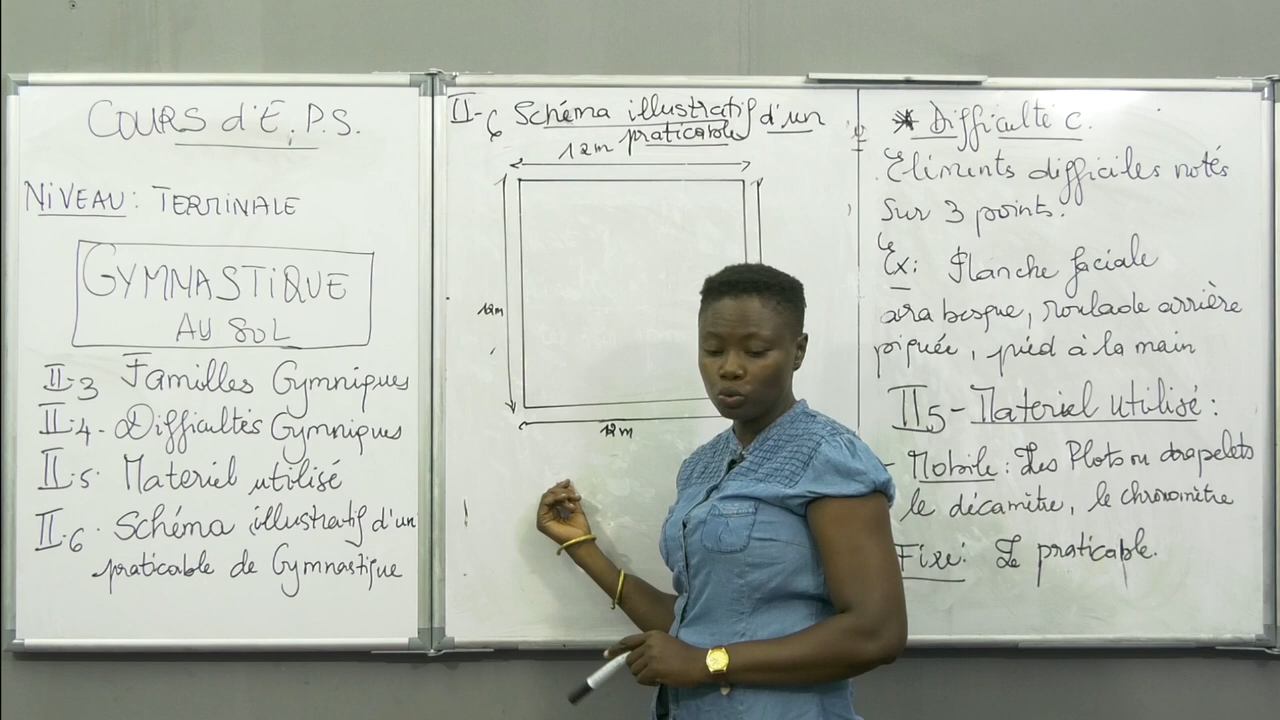 COURS d'E.P.S.
NIVEAU : TERMINALE
GYMNASTIQUE
AU SOL
II.3 Familles Gymniques
II.4 - Difficultés Gymniques
II.5. Materiel utilisé
II.6. Schéma illustratif d'un
praticable de Gymnastique
II-6 Schéma illustratif d'un
praticable
12m
12m
12m
* Difficulté C.
Eléments difficiles notés
sur 3 points.
Ex: Planche faciale
arabesque, roulade arrière
piquée, pied à la main
II5 - Materiel utilisé :
- Mobile : Les Plots ou drapelets
le décamètre, le chronomètre
Fixe : Le praticable.